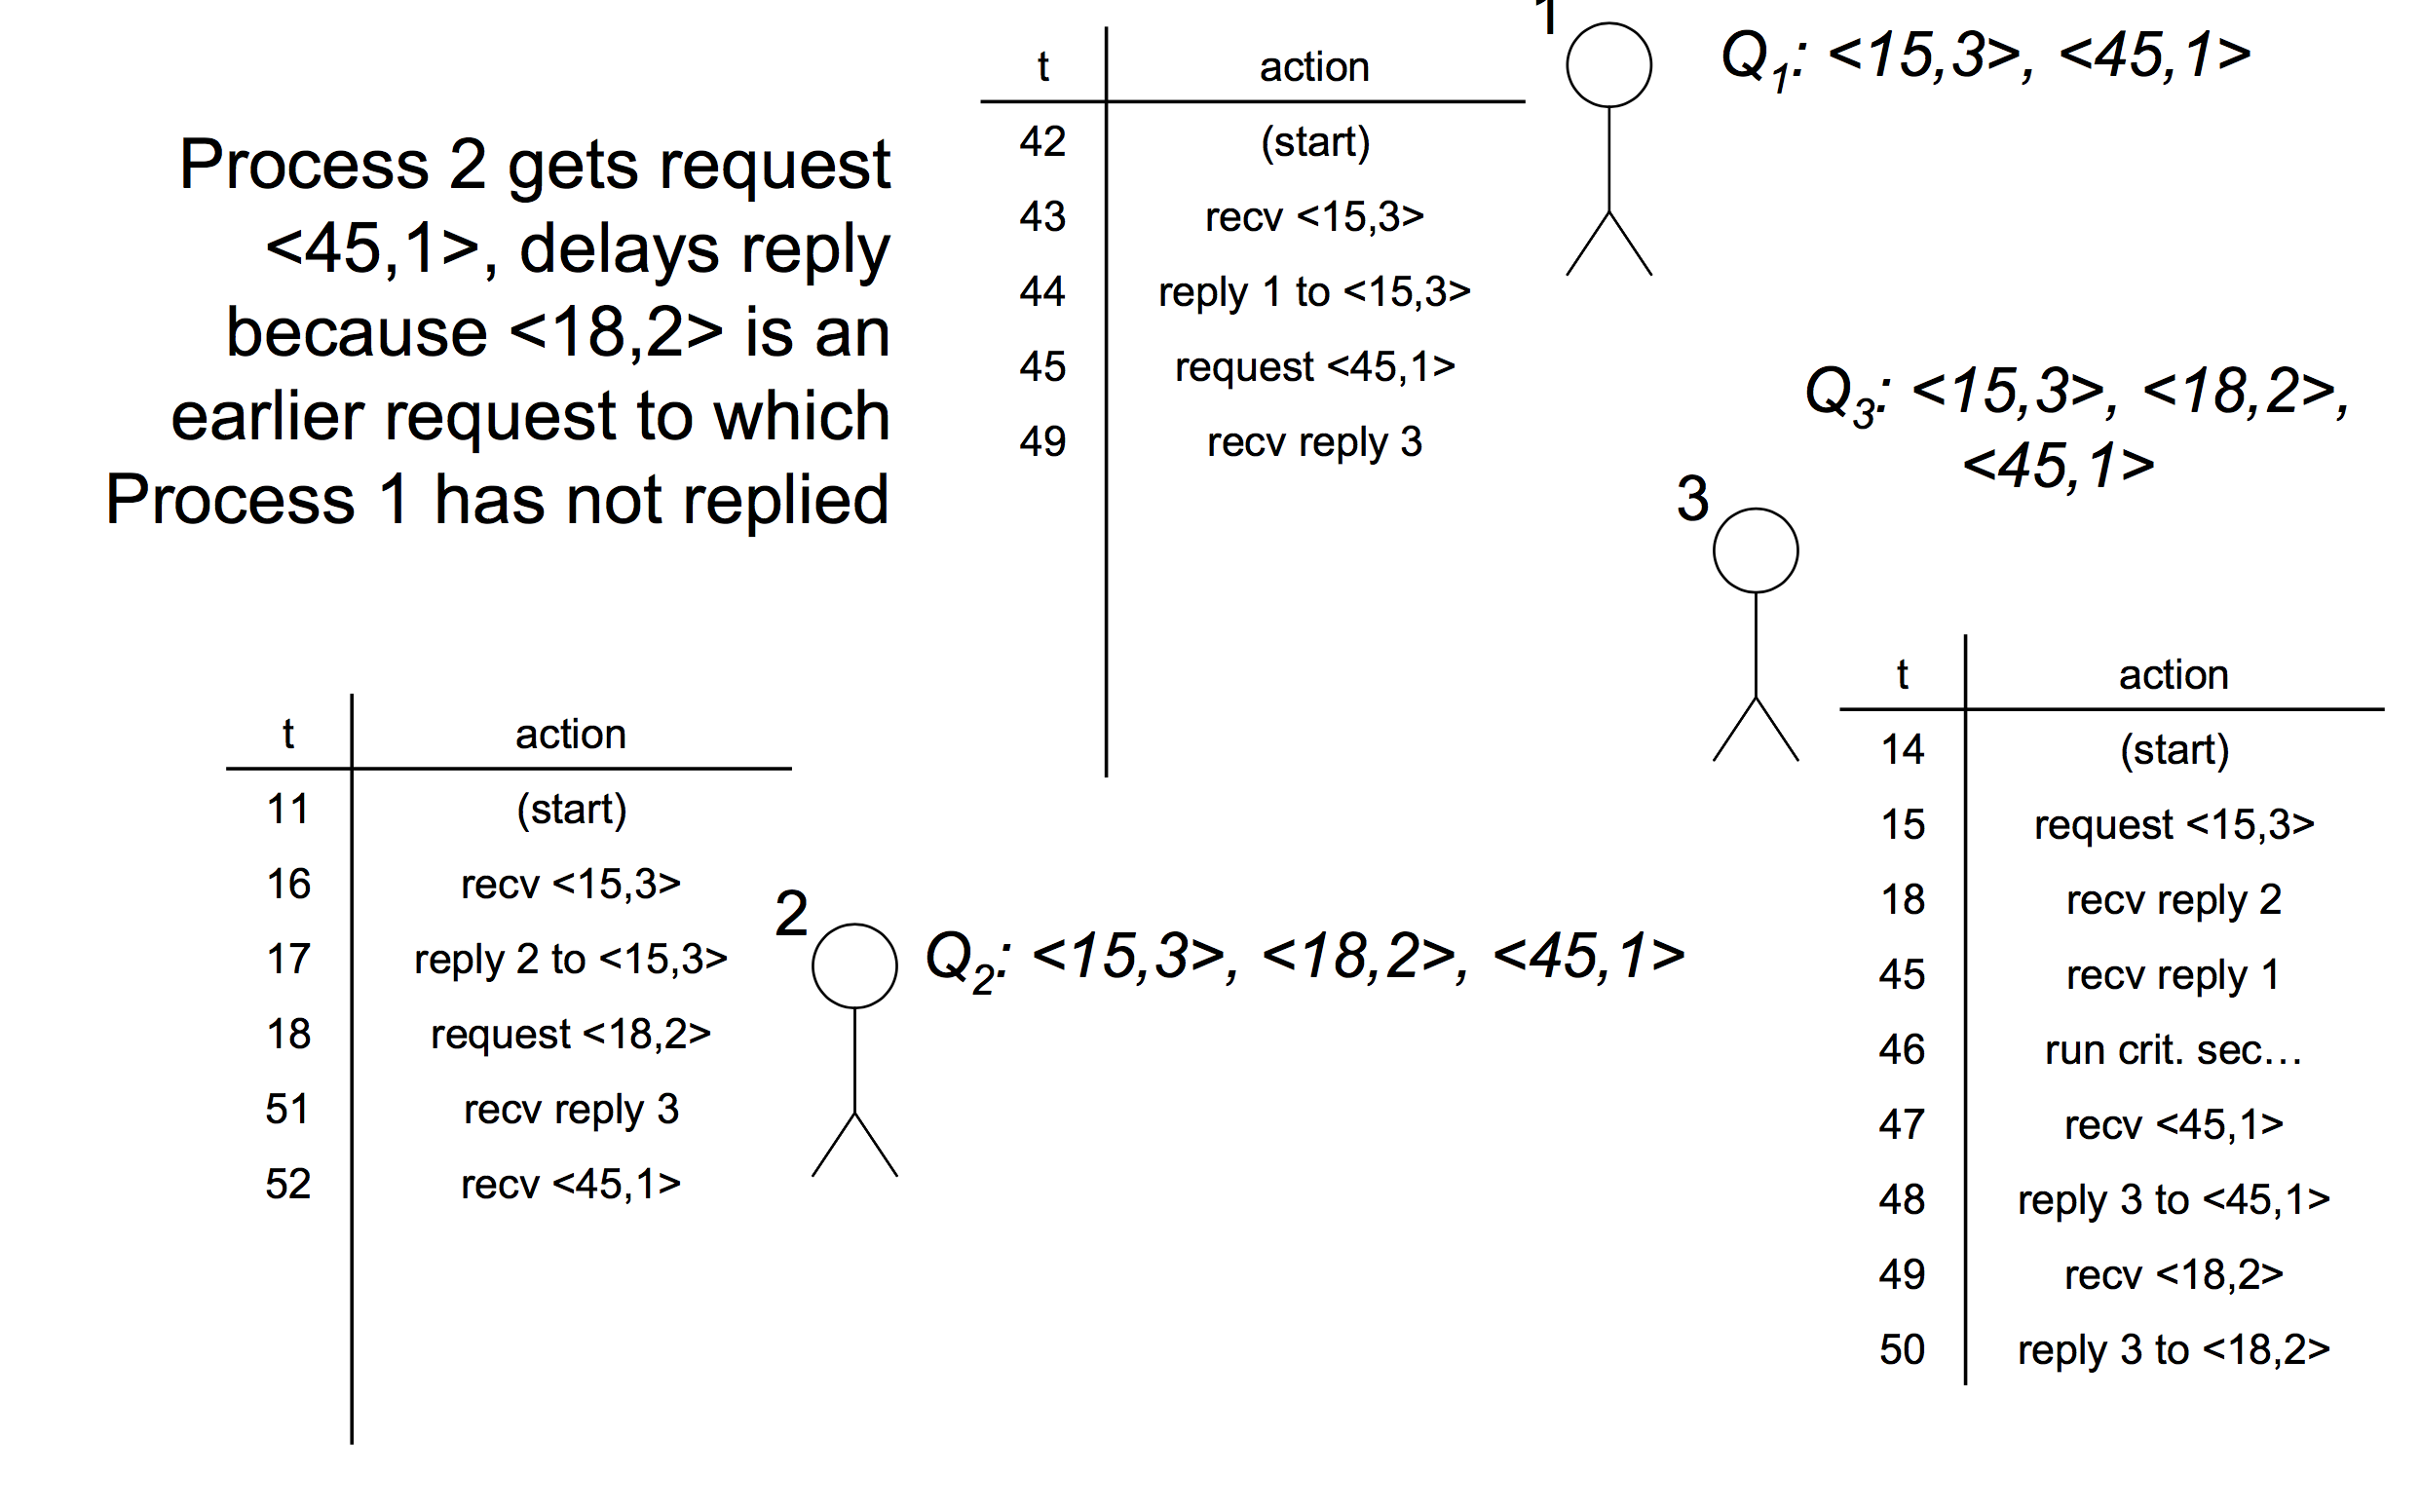 Process 2 gets request
<45,1>, delays reply
because <18,2> is an
earlier request to which
Process 1 has not replied
1
t action
42 (start)
43 recv <15,3>
44 reply 1 to <15,3>
45 request <45,1>
49 recv reply 3
Q1: <15,3>, <45,1>
Q3: <15,3>, <18,2>,
<45,1>
3
t action
14 (start)
15 request <15,3>
18 recv reply 2
45 recv reply 1
46 run crit. sec…
47 recv <45,1>
48 reply 3 to <45,1>
49 recv <18,2>
50 reply 3 to <18,2>
t action
11 (start)
16 recv <15,3>
17 reply 2 to <15,3>
18 request <18,2>
51 recv reply 3
52 recv <45,1>
2
Q2: <15,3>, <18,2>, <45,1>